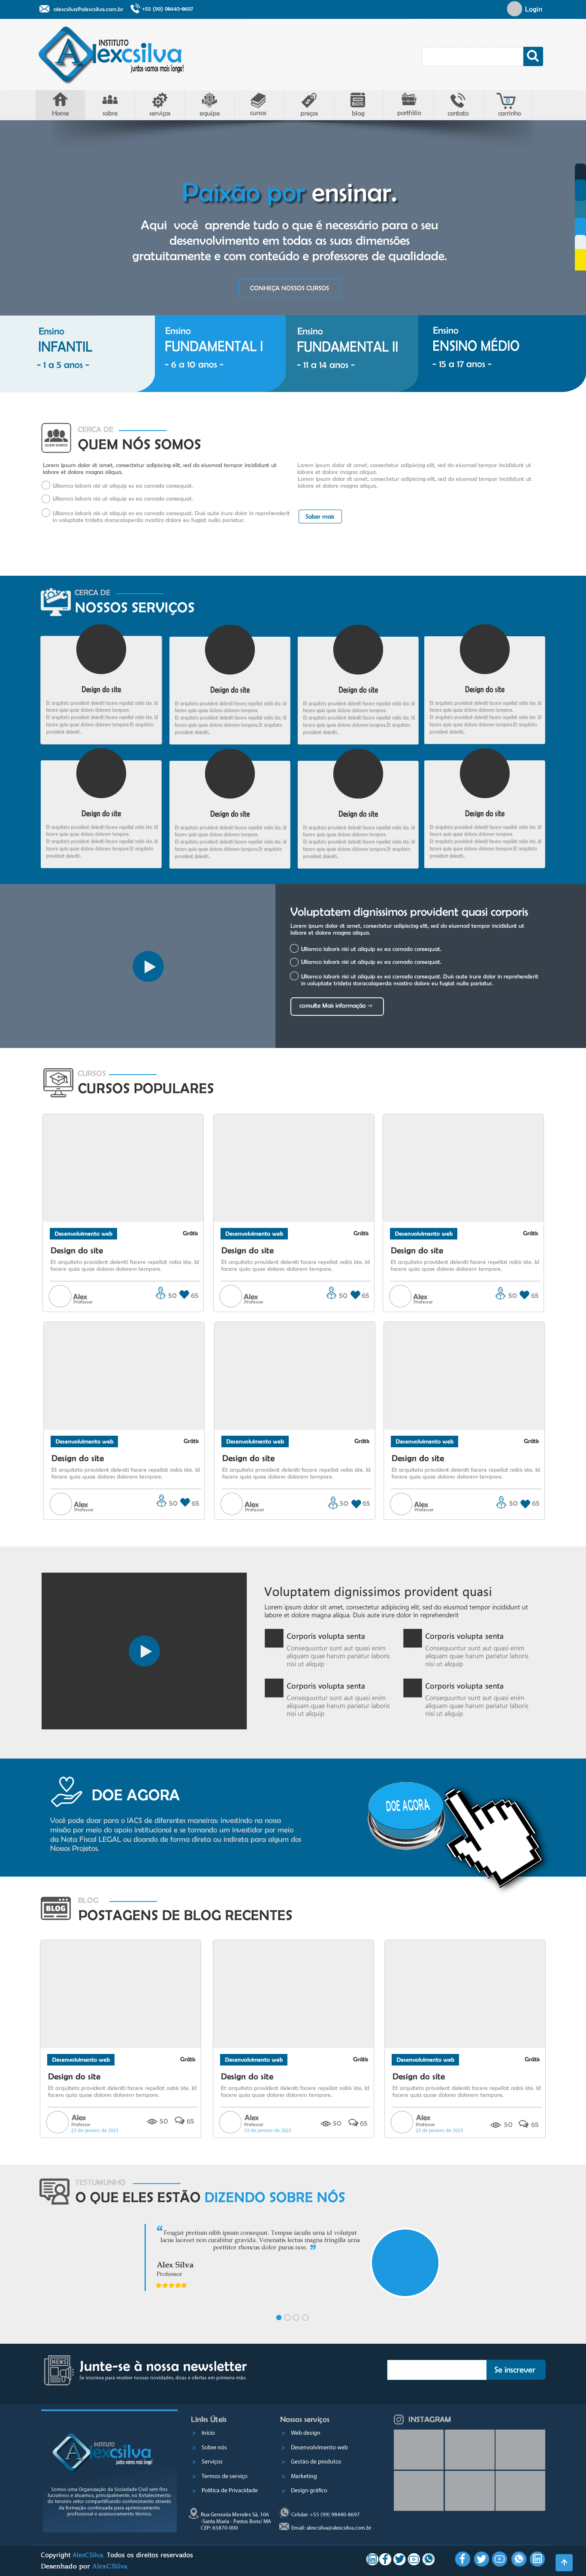 alexcsilva@alexcsilva.com.br +55 (99) 98440-8697 Login
INSTITUTO
Alexcsilva
juntos vamos mais longe!
Home sobre serviços equipe cursos preços blog portfólio contato carrinho
Paixão por ensinar.
Aqui você aprende tudo o que é necessário para o seu
desenvolvimento em todas as suas dimensões
gratuitamente e com conteúdo e professores de qualidade.
CONHEÇA NOSSOS CURSOS
Ensino
INFANTIL
- 1 a 5 anos -
Ensino
FUNDAMENTAL I
- 6 a 10 anos -
Ensino
FUNDAMENTAL II
- 11 a 14 anos -
Ensino
ENSINO MÉDIO
- 15 a 17 anos -
QUEM SOMOS
CERCA DE
QUEM NÓS SOMOS
Lorem ipsum dolor sit amet, consectetur adipiscing elit, sed do eiusmod tempor incididunt ut
labore et dolore magna aliqua.
Ullamco laboris nisi ut aliquip ex ea comodo consequat.
Ullamco laboris nisi ut aliquip ex ea comodo consequat.
Ullamco laboris nisi ut aliquip ex ea comodo consequat. Duis aute irure dolor in reprehenderit
in voluptate trideta storacalaperda mastiro dolore eu fugiat nulla pariatur.
Lorem ipsum dolor sit amet, consectetur adipiscing elit, sed do eiusmod tempor incididunt ut
labore et dolore magna aliqua.
Lorem ipsum dolor sit amet, consectetur adipiscing elit, sed do eiusmod tempor incididunt ut
labore et dolore magna aliqua.
Saber mais
CERCA DE
NOSSOS SERVIÇOS
Design do site
Et arquiteto provident deleniti facere repellat nobis iste. Id
facere quia quae dolores dolorem tempore.
Et arquiteto provident deleniti facere repellat nobis iste. Id
facere quia quae dolores dolorem tempore.Et arquiteto
provident deleniti.
Design do site
Et arquiteto provident deleniti facere repellat nobis iste. Id
facere quia quae dolores dolorem tempore.
Et arquiteto provident deleniti facere repellat nobis iste. Id
facere quia quae dolores dolorem tempore.Et arquiteto
provident deleniti.
Design do site
Et arquiteto provident deleniti facere repellat nobis iste. Id
facere quia quae dolores dolorem tempore.
Et arquiteto provident deleniti facere repellat nobis iste. Id
facere quia quae dolores dolorem tempore.Et arquiteto
provident deleniti.
Design do site
Et arquiteto provident deleniti facere repellat nobis iste. Id
facere quia quae dolores dolorem tempore.
Et arquiteto provident deleniti facere repellat nobis iste. Id
facere quia quae dolores dolorem tempore.Et arquiteto
provident deleniti.
Design do site
Et arquiteto provident deleniti facere repellat nobis iste. Id
facere quia quae dolores dolorem tempore.
Et arquiteto provident deleniti facere repellat nobis iste. Id
facere quia quae dolores dolorem tempore.Et arquiteto
provident deleniti.
Design do site
Et arquiteto provident deleniti facere repellat nobis iste. Id
facere quia quae dolores dolorem tempore.
Et arquiteto provident deleniti facere repellat nobis iste. Id
facere quia quae dolores dolorem tempore.Et arquiteto
provident deleniti.
Design do site
Et arquiteto provident deleniti facere repellat nobis iste. Id
facere quia quae dolores dolorem tempore.
Et arquiteto provident deleniti facere repellat nobis iste. Id
facere quia quae dolores dolorem tempore.Et arquiteto
provident deleniti.
Design do site
Et arquiteto provident deleniti facere repellat nobis iste. Id
facere quia quae dolores dolorem tempore.
Et arquiteto provident deleniti facere repellat nobis iste. Id
facere quia quae dolores dolorem tempore.Et arquiteto
provident deleniti.
Voluptatem dignissimos provident quasi corporis
Lorem ipsum dolor sit amet, consectetur adipiscing elit, sed do eiusmod tempor incididunt ut
labore et dolore magna aliqua.
Ullamco laboris nisi ut aliquip ex ea comodo consequat.
Ullamco laboris nisi ut aliquip ex ea comodo consequat.
Ullamco laboris nisi ut aliquip ex ea comodo consequat. Duis aute irure dolor in reprehenderit
in voluptate trideta storacalaperda mastiro dolore eu fugiat nulla pariatur.
consulte Mais informação ->
CURSOS
CURSOS POPULARES
Desenvolvimento web Grátis
Design do site
Et arquiteto provident deleniti facere repellat nobis iste. Id
facere quia quae dolores dolorem tempore.
Alex 50 65
Professor
Desenvolvimento web Grátis
Design do site
Et arquiteto provident deleniti facere repellat nobis iste. Id
facere quia quae dolores dolorem tempore.
Alex 50 65
Professor
Desenvolvimento web Grátis
Design do site
Et arquiteto provident deleniti facere repellat nobis iste. Id
facere quia quae dolores dolorem tempore.
Alex 50 65
Professor
Desenvolvimento web Grátis
Design do site
Et arquiteto provident deleniti facere repellat nobis iste. Id
facere quia quae dolores dolorem tempore.
Alex 50 65
Professor
Desenvolvimento web Grátis
Design do site
Et arquiteto provident deleniti facere repellat nobis iste. Id
facere quia quae dolores dolorem tempore.
Alex 50 65
Professor
Desenvolvimento web Grátis
Design do site
Et arquiteto provident deleniti facere repellat nobis iste. Id
facere quia quae dolores dolorem tempore.
Alex 50 65
Professor
Voluptatem dignissimos provident quasi
Lorem ipsum dolor sit amet, consectetur adipiscing elit, sed do eiusmod tempor incididunt ut
labore et dolore magna aliqua. Duis aute irure dolor in reprehenderit
Corporis volupta senta
Consequuntur sunt aut quasi enim
aliquam quae harum pariatur laboris
nisi ut aliquip
Corporis volupta senta
Consequuntur sunt aut quasi enim
aliquam quae harum pariatur laboris
nisi ut aliquip
Corporis volupta senta
Consequuntur sunt aut quasi enim
aliquam quae harum pariatur laboris
nisi ut aliquip
Corporis volupta senta
Consequuntur sunt aut quasi enim
aliquam quae harum pariatur laboris
nisi ut aliquip
DOE AGORA
Você pode doar para o IACS de diferentes maneiras: investindo na nossa
missão por meio do apoio institucional e se tornando um investidor por meio
da Nota Fiscal LEGAL ou doando de forma direta ou indireta para algum dos
Nossos Projetos.
DOE AGORA
BLOG
BLOG
POSTAGENS DE BLOG RECENTES
Desenvolvimento web Grátis
Design do site
Et arquiteto provident deleniti facere repellat nobis iste. Id
facere quia quae dolores dolorem tempore.
Alex 50 65
Professor
23 de janeiro de 2023
Desenvolvimento web Grátis
Design do site
Et arquiteto provident deleniti facere repellat nobis iste. Id
facere quia quae dolores dolorem tempore.
Alex 50 65
Professor
23 de janeiro de 2023
Desenvolvimento web Grátis
Design do site
Et arquiteto provident deleniti facere repellat nobis iste. Id
facere quia quae dolores dolorem tempore.
Alex 50 65
Professor
23 de janeiro de 2023
TESTUMUNHO
O QUE ELES ESTÃO DIZENDO SOBRE NÓS
“ Feugiat pretium nibh ipsum consequat. Tempus iaculis urna id volutpat
lacus laoreet non curabitur gravida. Venenatis lectus magna fringilla urna
porttitor rhoncus dolor purus non. ”
Alex Silva
Professor
NEWS
Junte-se à nossa newsletter
Se inscreva para receber nossas novidades, dicas e ofertas em primeira mão.
Se inscrever
INSTITUTO
Alexcsilva
juntos vamos mais longe!
Somos uma Organização da Sociedade Civil sem fins
lucrativos e atuamos, principalmente, no fortalecimento
do terceiro setor compartilhando conhecimento através
da formação continuada para aprimoramento
profissional e assessoramento técnico.
Links Úteis
> Início
> Sobre nós
> Serviços
> Termos de serviço
> Política de Privacidade
Nossos serviços
> Web design
> Desenvolvimento web
> Gestão de produtos
> Marketing
> Design gráfico
INSTAGRAM
Rua Gersonia Mendes Sá, 106
-Santa Maria - Pastos Bons/ MA
CEP: 65870-000
Celular: +55 (99) 98440-8697
Email: alexcsilva@alexcsilva.com.br
Copyright AlexCSilva. Todos os direitos reservados
Desenhado por AlexCSilva